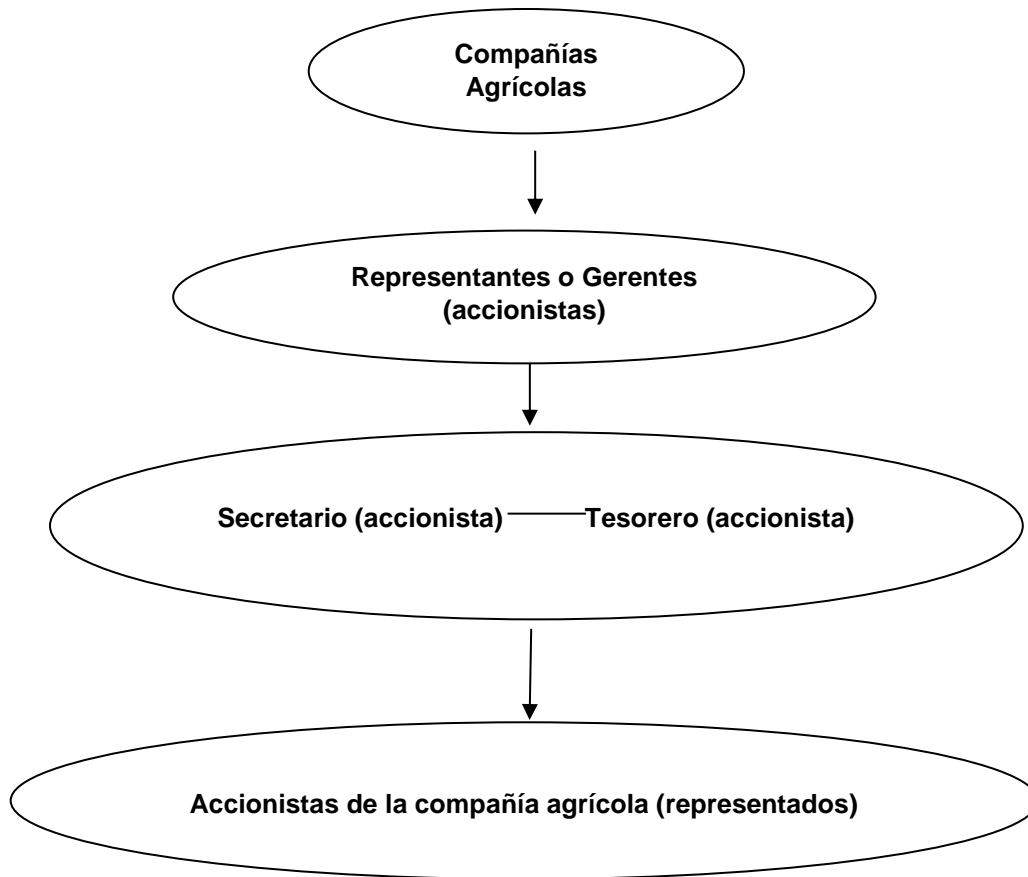 Compañías
Agrícolas
Representantes o Gerentes
(accionistas)
Secretario (accionista) Tesorero (accionista)
Accionistas de la compañía agrícola (representados)